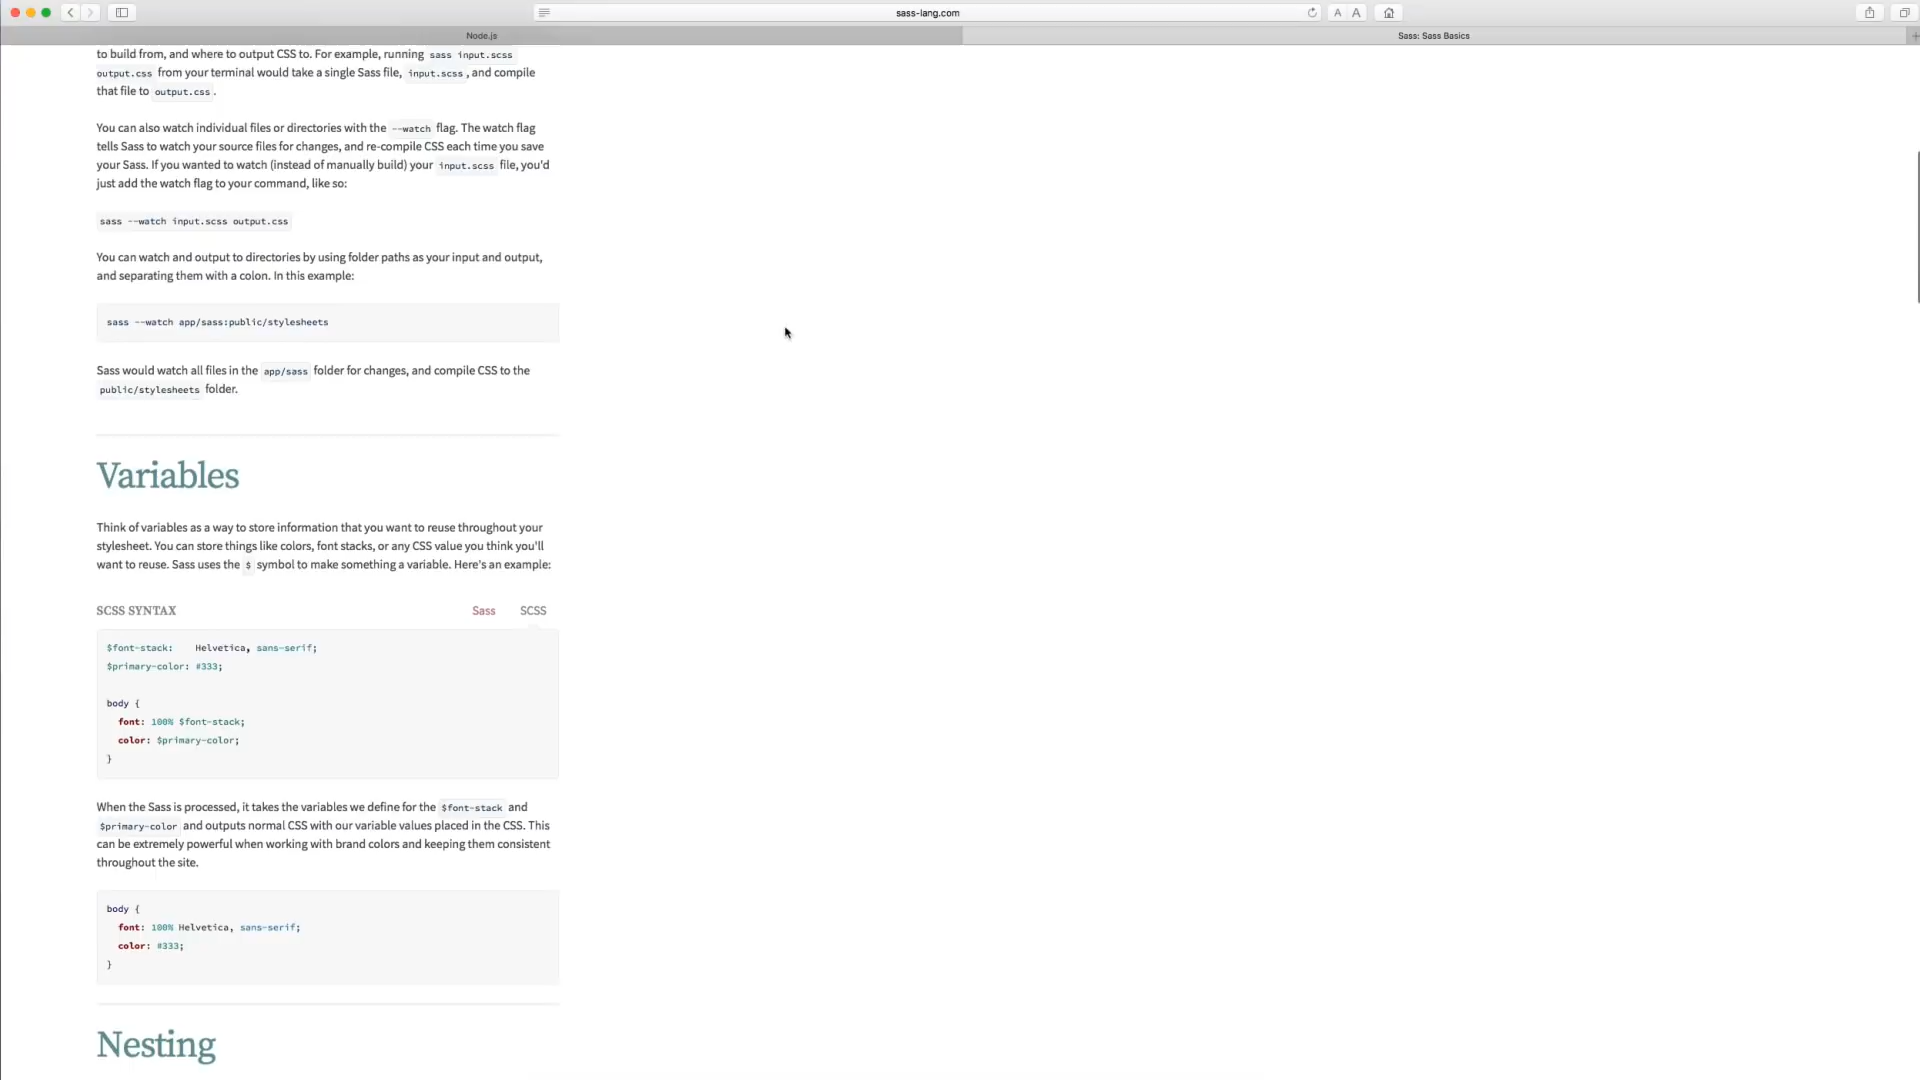 sass-lang.com
A A
Node.js
Sass: Sass Basics
to build from, and where to output CSS to. For example, running sass input.scss
output.css from your terminal would take a single Sass file, input.scss, and compile
that file to output.css.
You can also watch individual files or directories with the --watch flag. The watch flag
tells Sass to watch your source files for changes, and re-compile CSS each time you save
your Sass. If you wanted to watch (instead of manually build) your input.scss file, you'd
just add the watch flag to your command, like so:
sass --watch input.scss output.css
You can watch and output to directories by using folder paths as your input and output,
and separating them with a colon. In this example:
sass --watch app/sass:public/stylesheets
Sass would watch all files in the app/sass folder for changes, and compile CSS to the
public/stylesheets folder.
Variables
Think of variables as a way to store information that you want to reuse throughout your
stylesheet. You can store things like colors, font stacks, or any CSS value you think you'll
want to reuse. Sass uses the $ symbol to make something a variable. Here's an example:
SCSS SYNTAX Sass SCSS
$font-stack:    Helvetica, sans-serif;
$primary-color: #333;
body {
  font: 100% $font-stack;
  color: $primary-color;
}
When the Sass is processed, it takes the variables we define for the $font-stack and
$primary-color and outputs normal CSS with our variable values placed in the CSS. This
can be extremely powerful when working with brand colors and keeping them consistent
throughout the site.
body {
  font: 100% Helvetica, sans-serif;
  color: #333;
}
Nesting